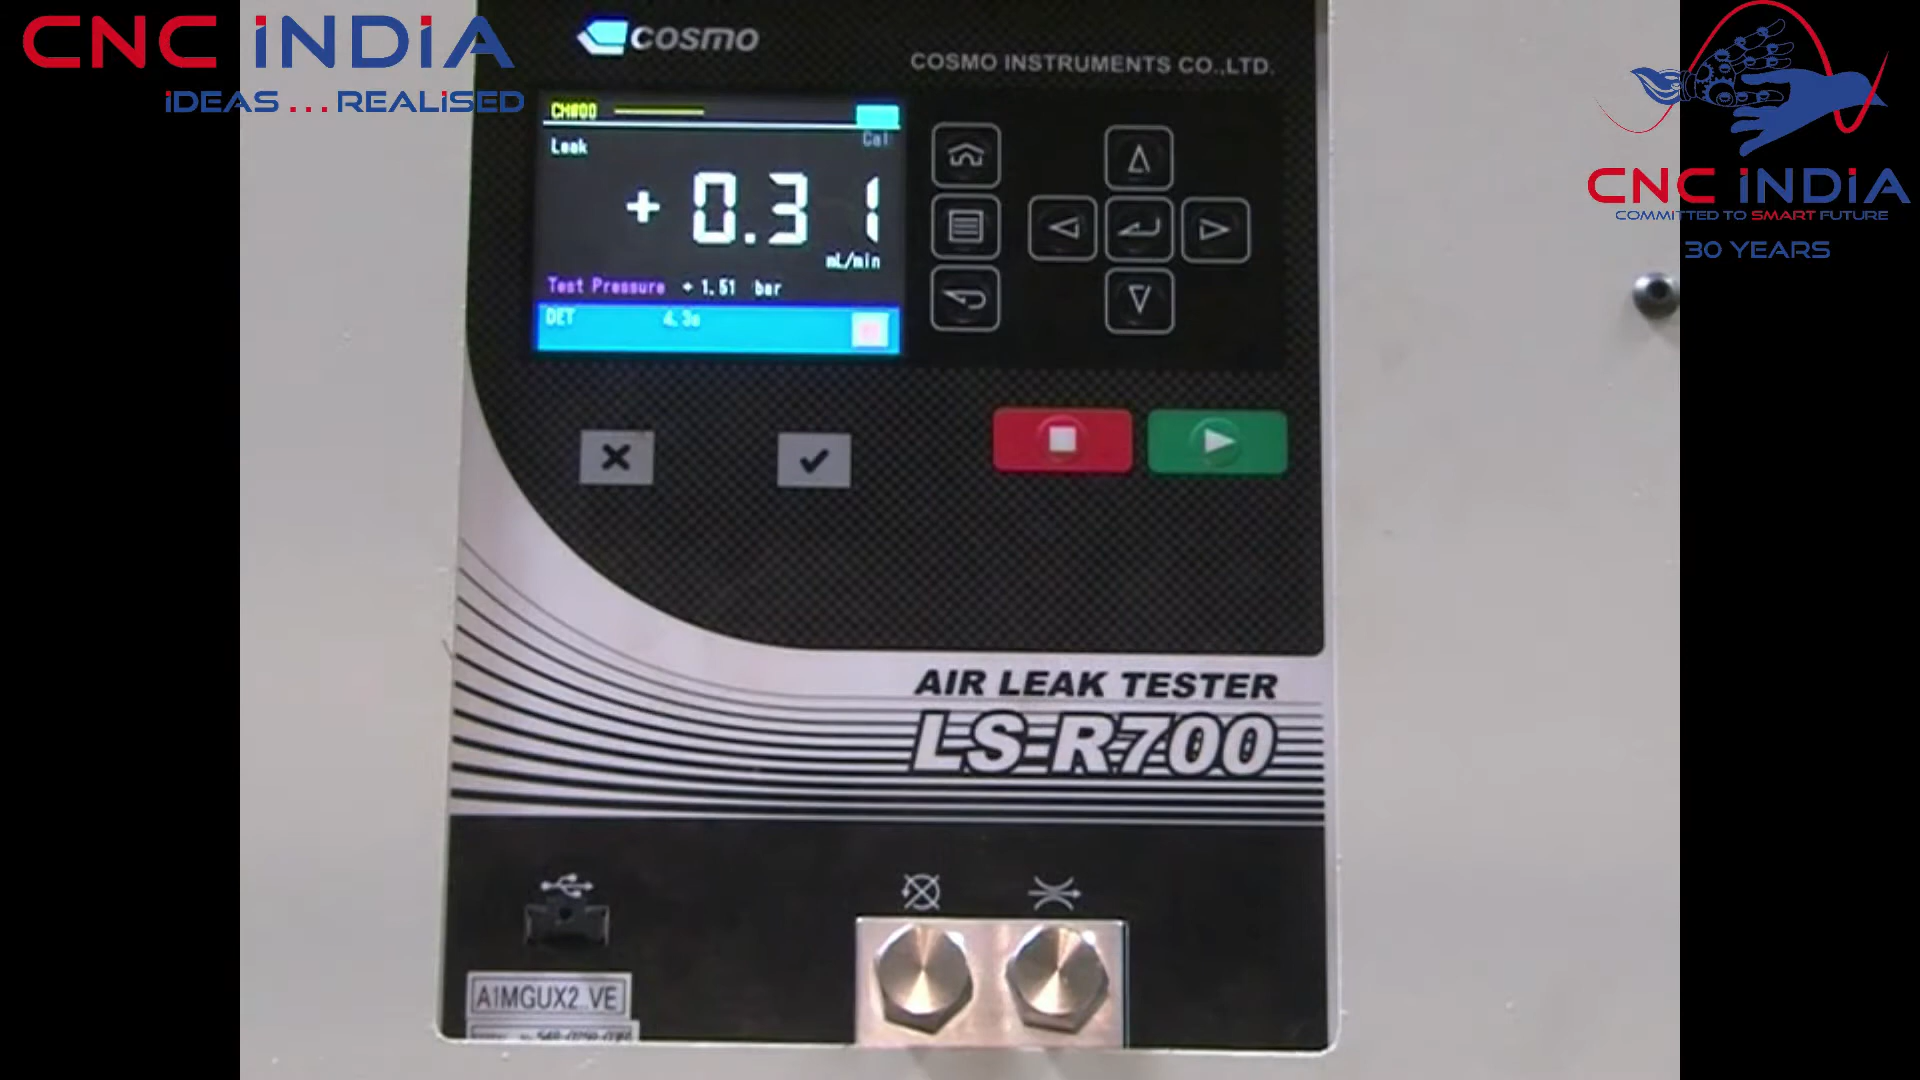 CNC iNDiA
iDEAS ... REALiSED
COSMO
COSMO INSTRUMENTS CO.,LTD.
CH#00
Cal
Leak
+ 0.31
mL/min
Test Pressure + 1.51 bar
DET 4.3s
CNC iNDiA
COMMITTED TO SMART FUTURE
30 YEARS
AIR LEAK TESTER
LS-R700
A1MGUX2.VE